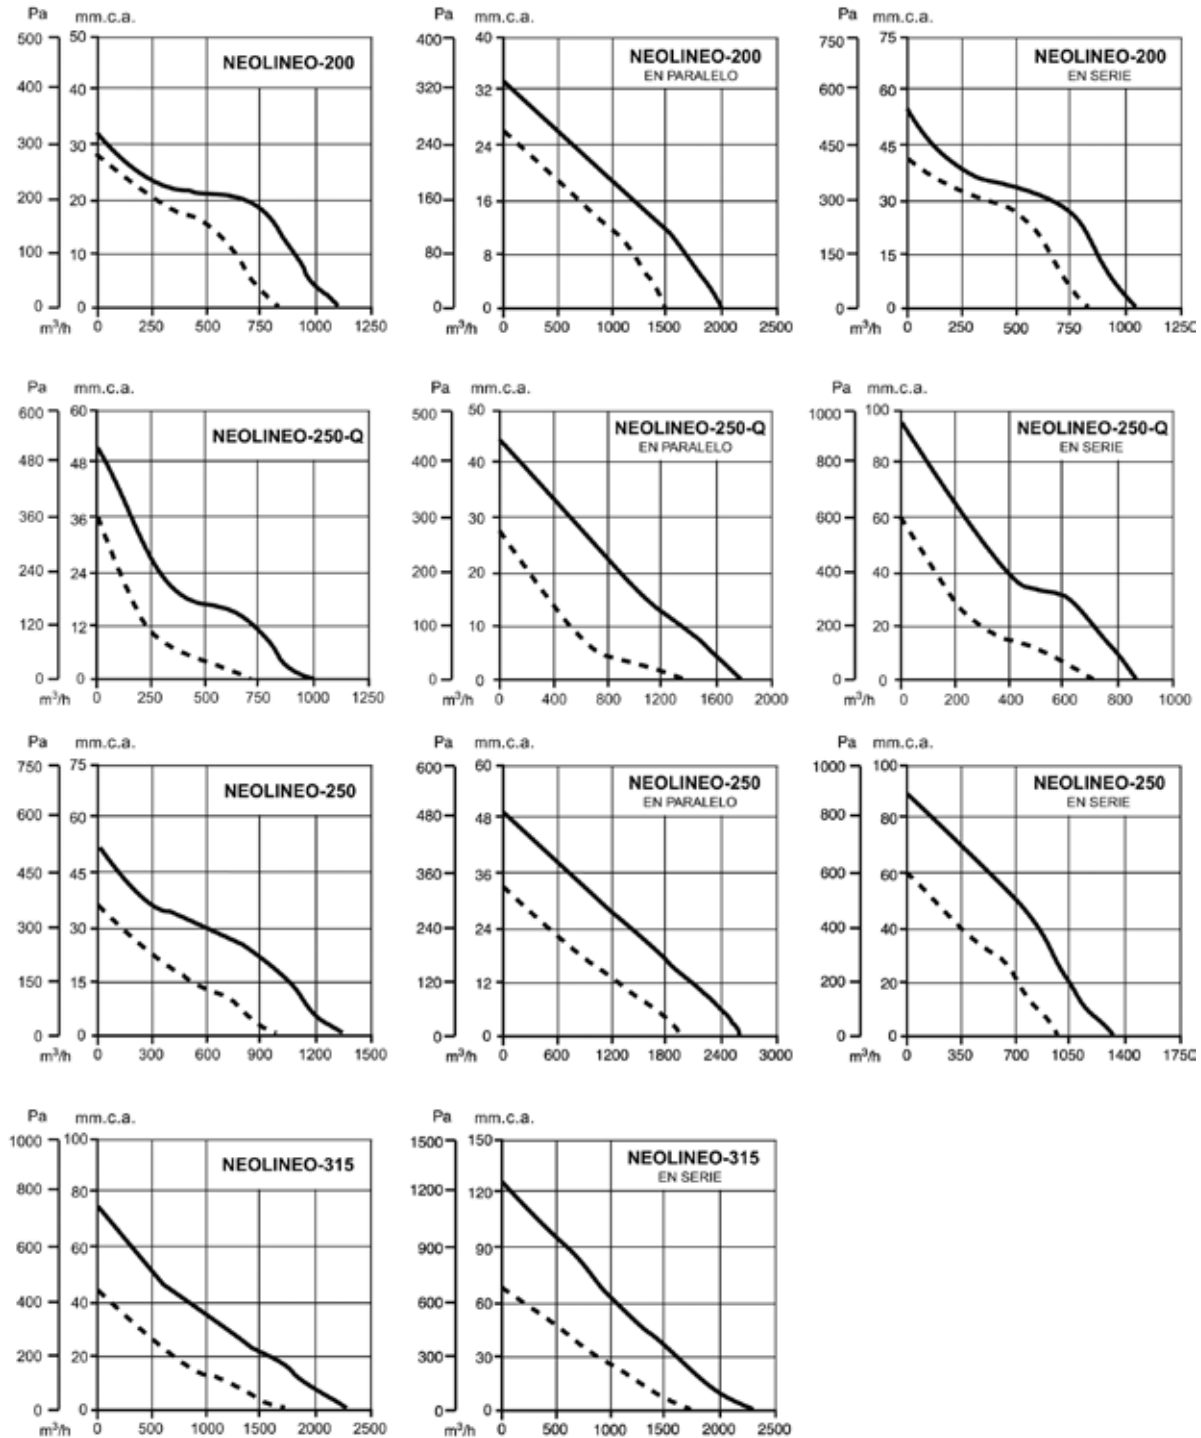 Pa mm.c.a.
500 50
NEOLINEO-200
400 40
300 30
200 20
100 10
0 0
m³/h 0 250 500 750 1000 1250
Pa mm.c.a.
400 40
NEOLINEO-200
EN PARALELO
320 32
240 24
160 16
80 8
0 0
m³/h 0 500 1000 1500 2000 2500
Pa mm.c.a.
750 75
NEOLINEO-200
EN SERIE
600 60
450 45
300 30
150 15
0 0
m³/h 0 250 500 750 1000 1250
Pa mm.c.a.
600 60
NEOLINEO-250-Q
480 48
360 36
240 24
120 12
0 0
m³/h 0 250 500 750 1000 1250
Pa mm.c.a.
500 50
NEOLINEO-250-Q
EN PARALELO
400 40
300 30
200 20
100 10
0 0
m³/h 0 400 800 1200 1600 2000
Pa mm.c.a.
1000 100
NEOLINEO-250-Q
EN SERIE
800 80
600 60
400 40
200 20
0 0
m³/h 0 200 400 600 800 1000
Pa mm.c.a.
750 75
NEOLINEO-250
600 60
450 45
300 30
150 15
0 0
m³/h 0 300 600 900 1200 1500
Pa mm.c.a.
600 60
NEOLINEO-250
EN PARALELO
480 48
360 36
240 24
120 12
0 0
m³/h 0 600 1200 1800 2400 3000
Pa mm.c.a.
1000 100
NEOLINEO-250
EN SERIE
800 80
600 60
400 40
200 20
0 0
m³/h 0 350 700 1050 1400 1750
Pa mm.c.a.
1000 100
NEOLINEO-315
800 80
600 60
400 40
200 20
0 0
m³/h 0 500 1000 1500 2000 2500
Pa mm.c.a.
1500 150
NEOLINEO-315
EN SERIE
1200 120
900 90
600 60
300 30
0 0
m³/h 0 500 1000 1500 2000 2500